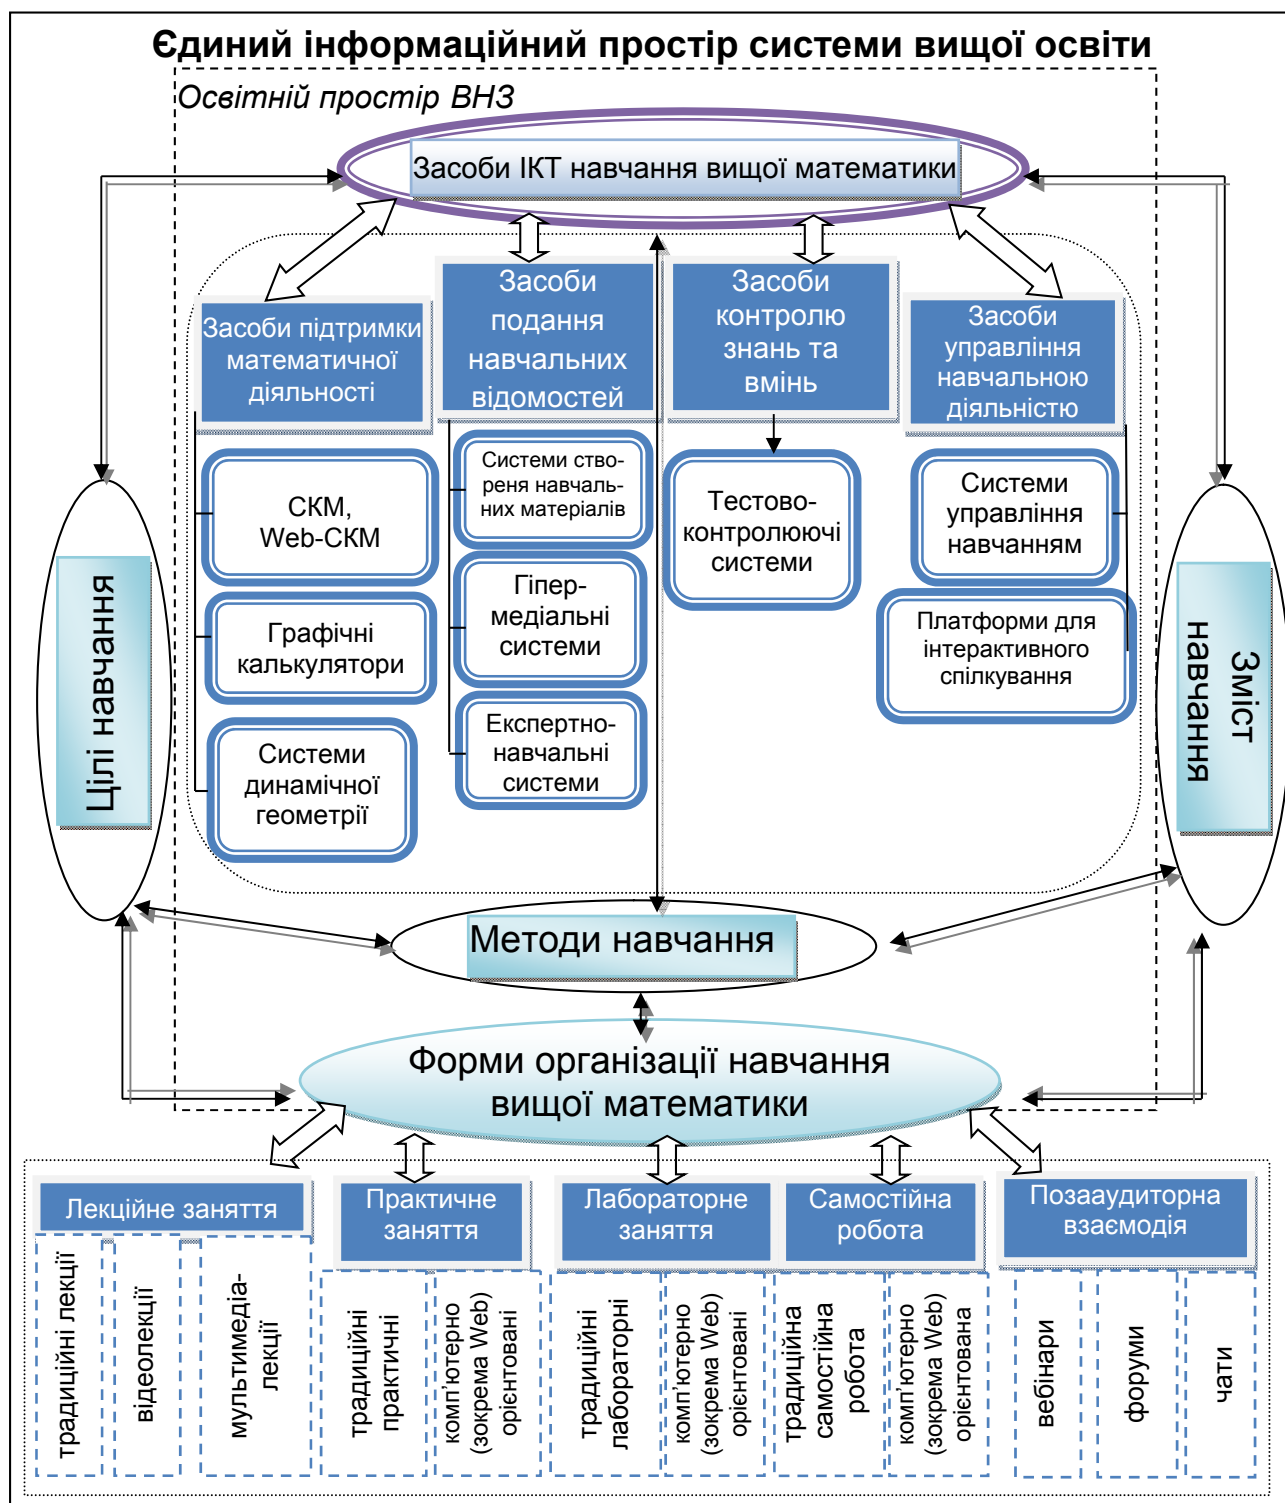 Єдиний інформаційний простір системи вищої освіти
Освітній простір ВНЗ
Засоби ІКТ навчання вищої математики
Засоби підтримки
математичної
діяльності
Засоби
подання
навчальних
відомостей
Засоби
контролю
знань та
вмінь
Засоби
управління
навчальною
діяльністю
СКМ,
Web-СКМ
Графічні
калькулятори
Системи
динамічної
геометрії
Системи ство-
реня навчаль-
них матеріалів
Гіпер-
медіальні
системи
Експертно-
навчальні
системи
Тестово-
контролюючі
системи
Системи
управління
навчанням
Платформи для
інтерактивного
спілкування
Цілі навчання
Зміст
навчання
Методи навчання
Форми організації навчання
вищої математики
Лекційне заняття
Практичне
заняття
Лабораторне
заняття
Самостійна
робота
Позааудиторна
взаємодія
традиційні лекції
відеолекції
мультимедіа-
лекції
традиційні
практичні
комп’ютерно
(зокрема Web)
орієнтовані
традиційні
лабораторні
комп’ютерно
(зокрема Web)
орієнтовані
традиційна
самостійна
робота
комп’ютерно
(зокрема Web)
орієнтована
вебінари
форуми
чати